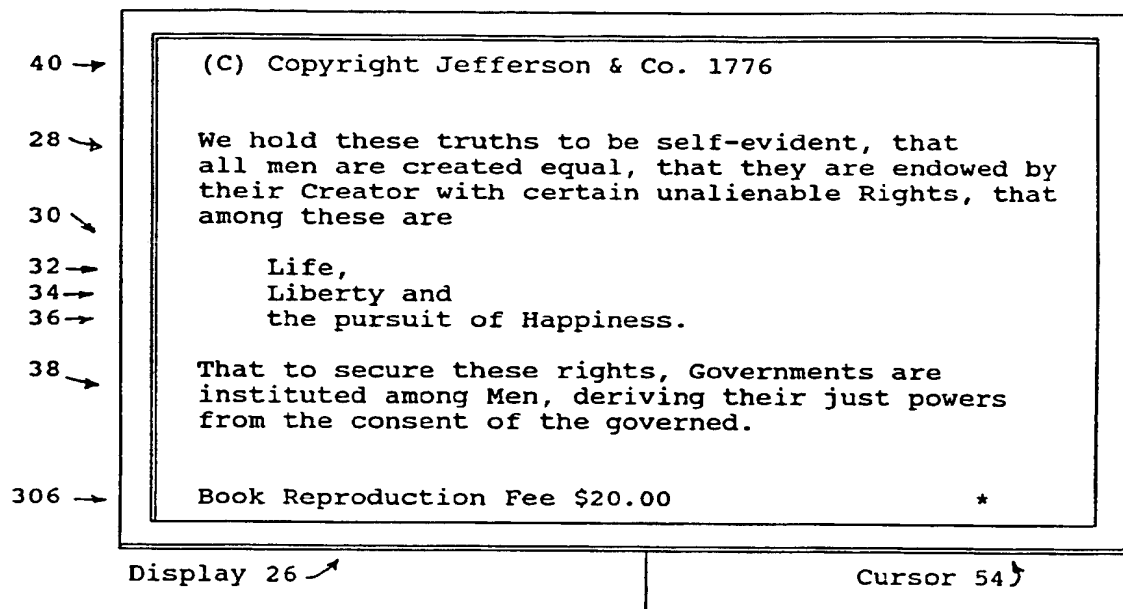 40 (C) Copyright Jefferson & Co. 1776
28 We hold these truths to be self-evident, that
all men are created equal, that they are endowed by
their Creator with certain unalienable Rights, that
30 among these are
32 Life,
34 Liberty and
36 the pursuit of Happiness.
38 That to secure these rights, Governments are
instituted among Men, deriving their just powers
from the consent of the governed.
306 Book Reproduction Fee $20.00 *
Display 26 Cursor 54